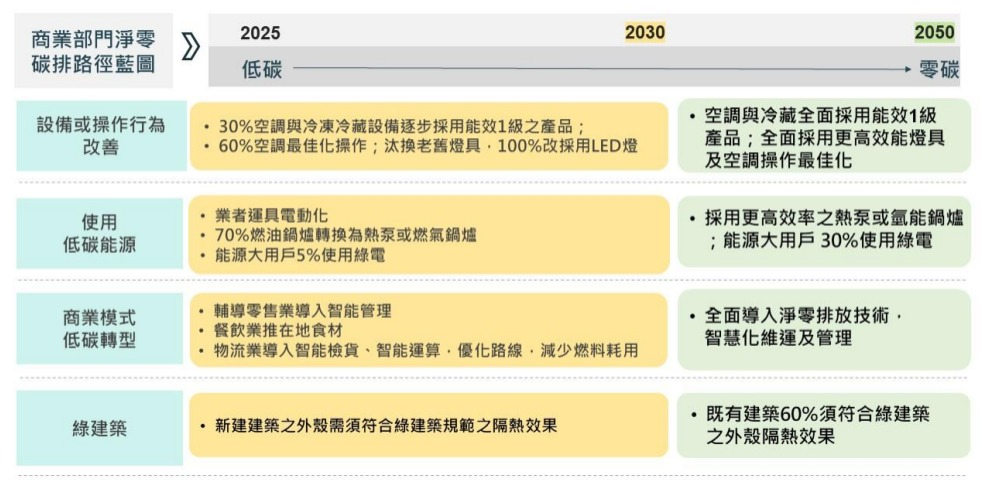 商業部門淨零
碳排路徑藍圖
2025
2030
2050
低碳
零碳
設備或操作行為
改善
• 30%空調與冷凍冷藏設備逐步採用能效1級之產品；
• 60%空調最佳化操作；汰換老舊燈具，100%改採用LED燈
• 空調與冷藏全面採用能效1級
產品；全面採用更高效能燈具
及空調操作最佳化
使用
低碳能源
• 業者運具電動化
• 70%燃油鍋爐轉換為熱泵或燃氣鍋爐
• 能源大用戶5%使用綠電
• 採用更高效率之熱泵或氫能鍋爐
；能源大用戶 30%使用綠電
商業模式
低碳轉型
• 輔導零售業導入智能管理
• 餐飲業推在地食材
• 物流業導入智能檢貨、智能運算，優化路線，減少燃料耗用
• 全面導入淨零排放技術，
智慧化維運及管理
綠建築
• 新建建築之外殼需須符合綠建築規範之隔熱效果
• 既有建築60%須符合綠建築
之外殼隔熱效果